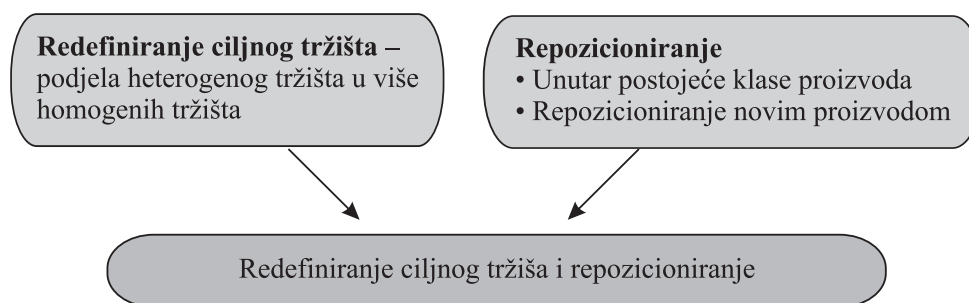 Redefiniranje ciljnog tržišta –
podjela heterogenog tržišta u više
homogenih tržišta
Repozicioniranje
• Unutar postojeće klase proizvoda
• Repozicioniranje novim proizvodom
Redefiniranje ciljnog tržiša i repozicioniranje